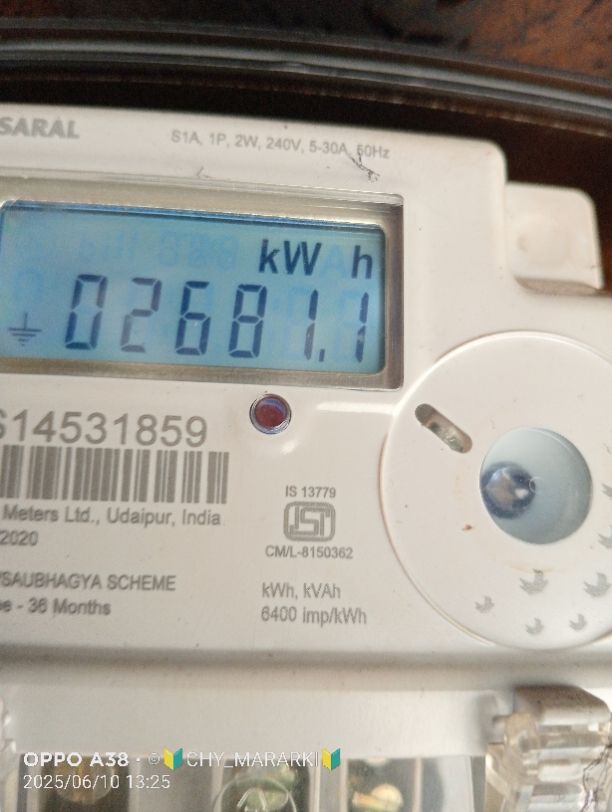 SARAL
S1A, 1P, 2W, 240V, 5-30A, 50Hz
kW h
02681.1
S14531859
Meters Ltd., Udaipur, India
2020
IS 13779
ISI
CM/L-8150362
/SAUBHAGYA SCHEME
- 36 Months
kWh, kVAh
6400 imp/kWh
OPPO A38 · ©🔰CHY_MARARKI🔰
2025/06/10 13:25